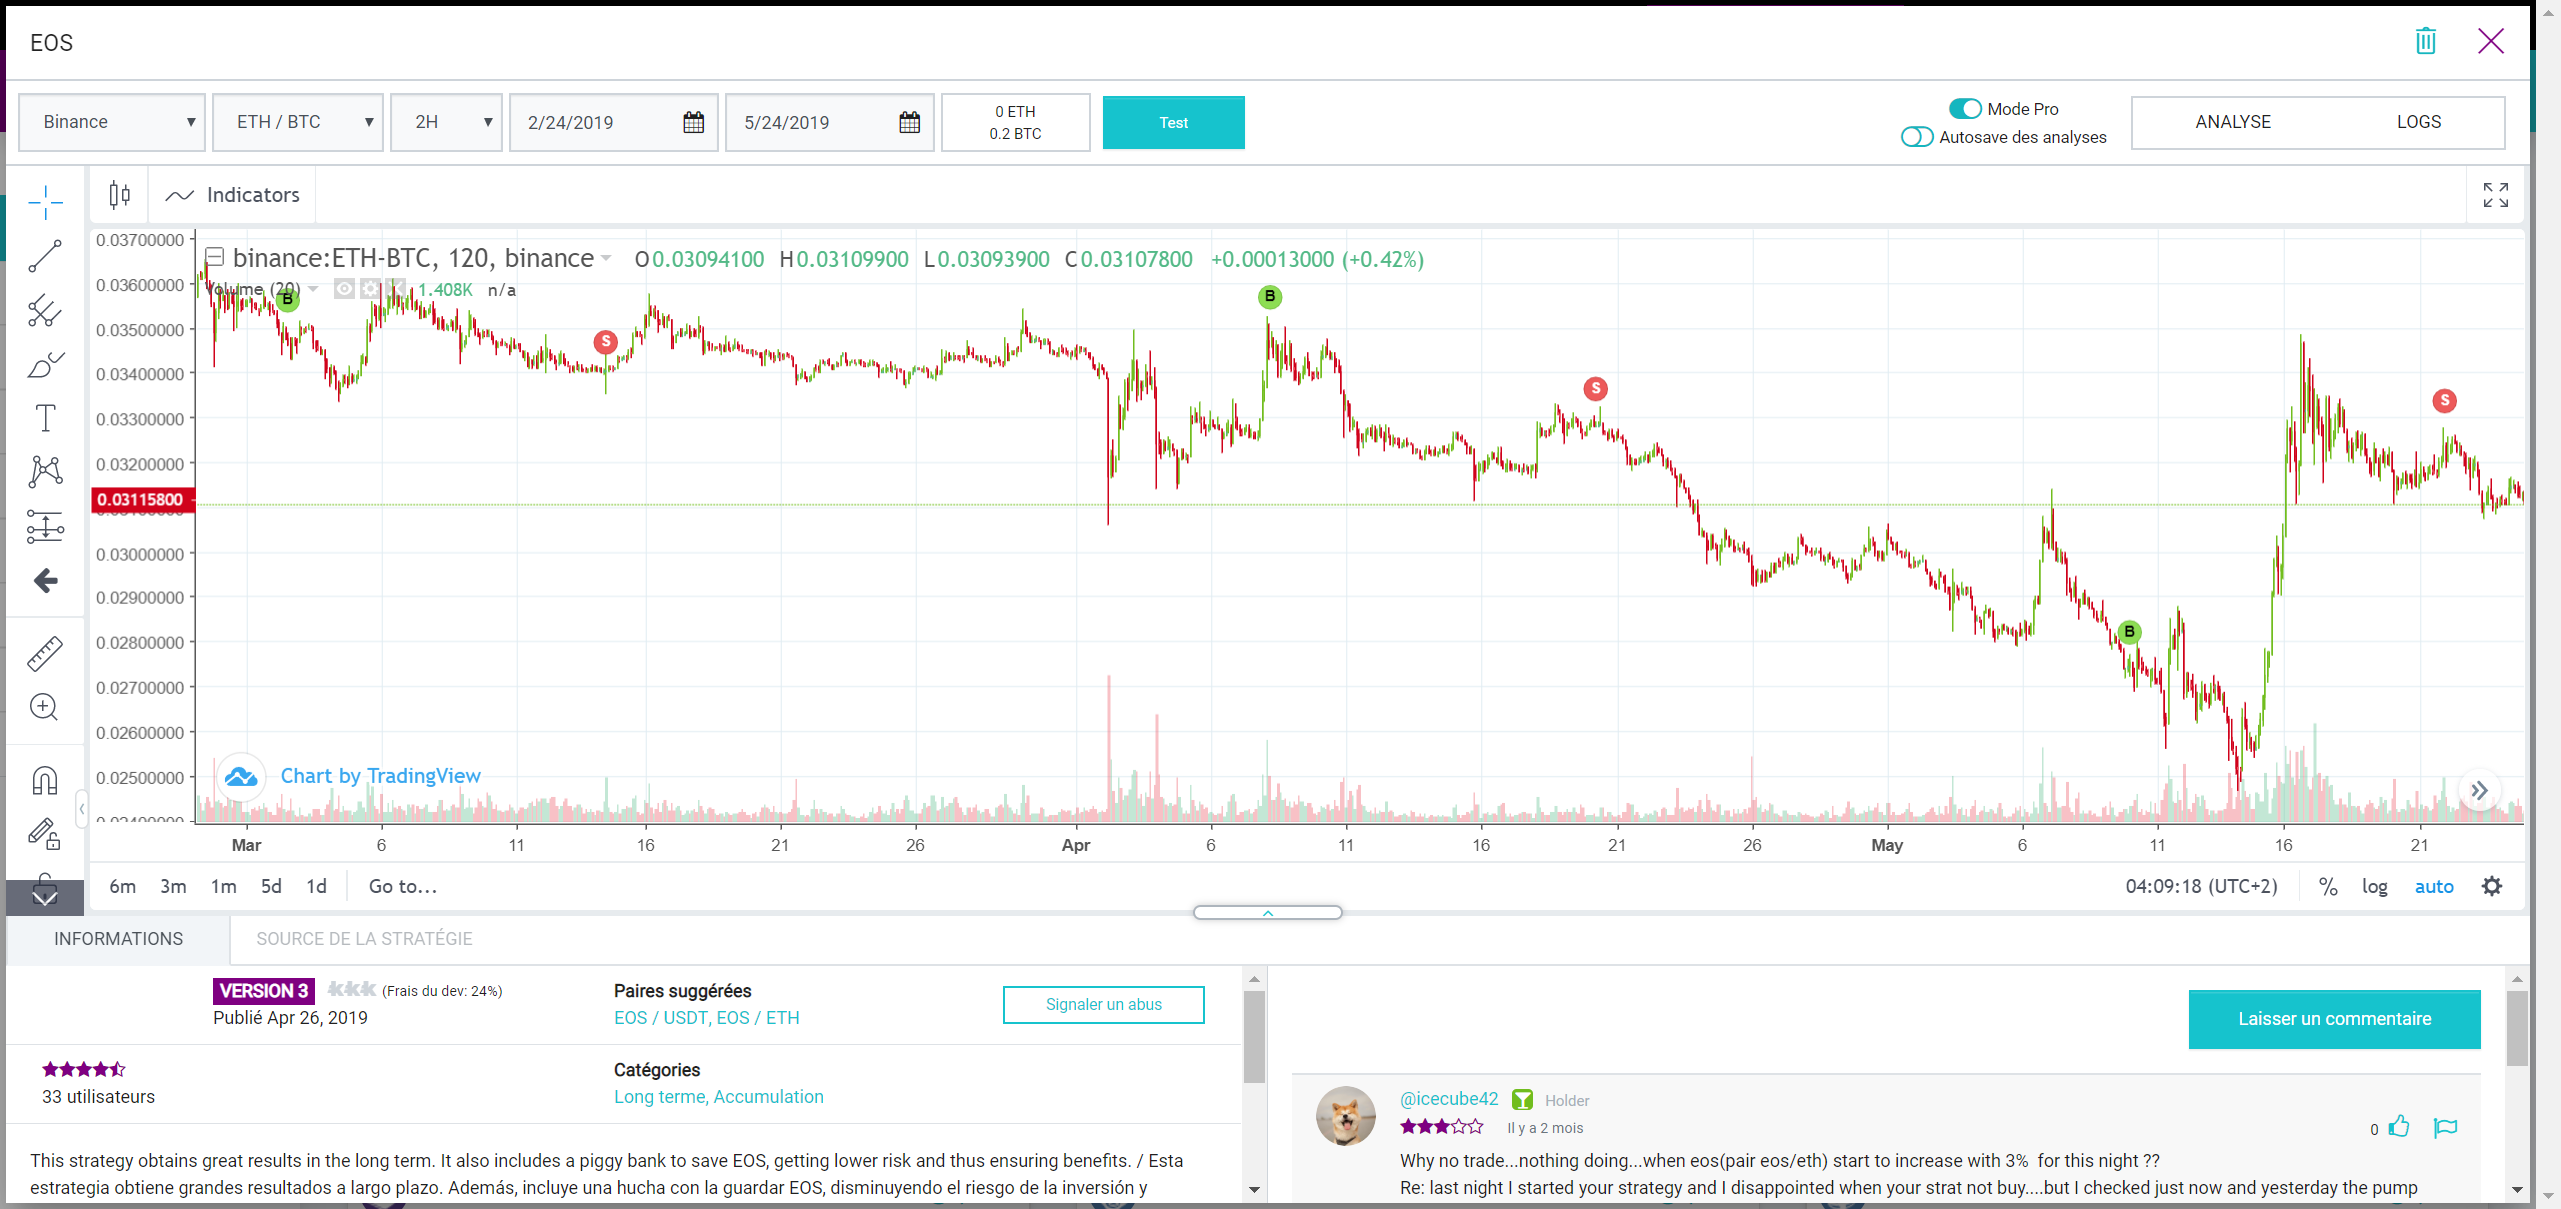 EOS
Binance
ETH / BTC
2H
2/24/2019
5/24/2019
0 ETH
0.2 BTC
Test
Mode Pro
Autosave des analyses
ANALYSE
LOGS
Indicators
binance:ETH-BTC, 120, binance
O0.03094100 H0.03109900 L0.03093900 C0.03107800 +0.00013000 (+0.42%)
Volume (20)
1.408K n/a
0.03700000
0.03600000
0.03500000
0.03400000
0.03300000
0.03200000
0.03115800
0.03000000
0.02900000
0.02800000
0.02700000
0.02600000
0.02500000
0.02400000
B
S
B
S
B
S
Chart by TradingView
Mar 6 11 16 21 26 Apr 6 11 16 21 26 May 6 11 16 21
6m 3m 1m 5d 1d Go to...
04:09:18 (UTC+2) % log auto
INFORMATIONS
SOURCE DE LA STRATÉGIE
VERSION 3
(Frais du dev: 24%)
Publié Apr 26, 2019
Paires suggérées
EOS / USDT, EOS / ETH
Signaler un abus
33 utilisateurs
Catégories
Long terme, Accumulation
This strategy obtains great results in the long term. It also includes a piggy bank to save EOS, getting lower risk and thus ensuring benefits. / Esta
estrategia obtiene grandes resultados a largo plazo. Además, incluye una hucha con la guardar EOS, disminuyendo el riesgo de la inversión y
Laisser un commentaire
@icecube42
Holder
Il y a 2 mois
0
Why no trade...nothing doing...when eos(pair eos/eth) start to increase with 3% for this night ??
Re: last night I started your strategy and I disappointed when your strat not buy....but I checked just now and yesterday the pump